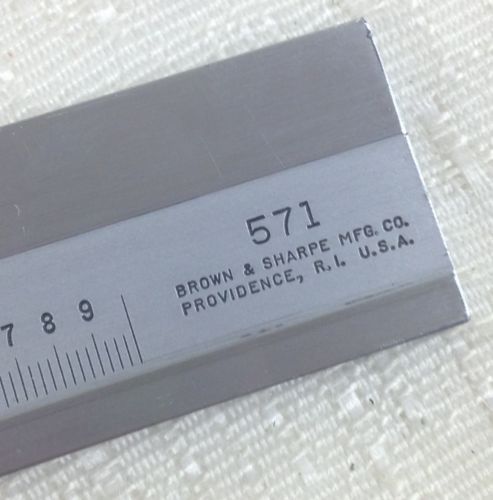 571
BROWN & SHARPE MFG. CO.
PROVIDENCE, R.I. U.S.A.
7 8 9